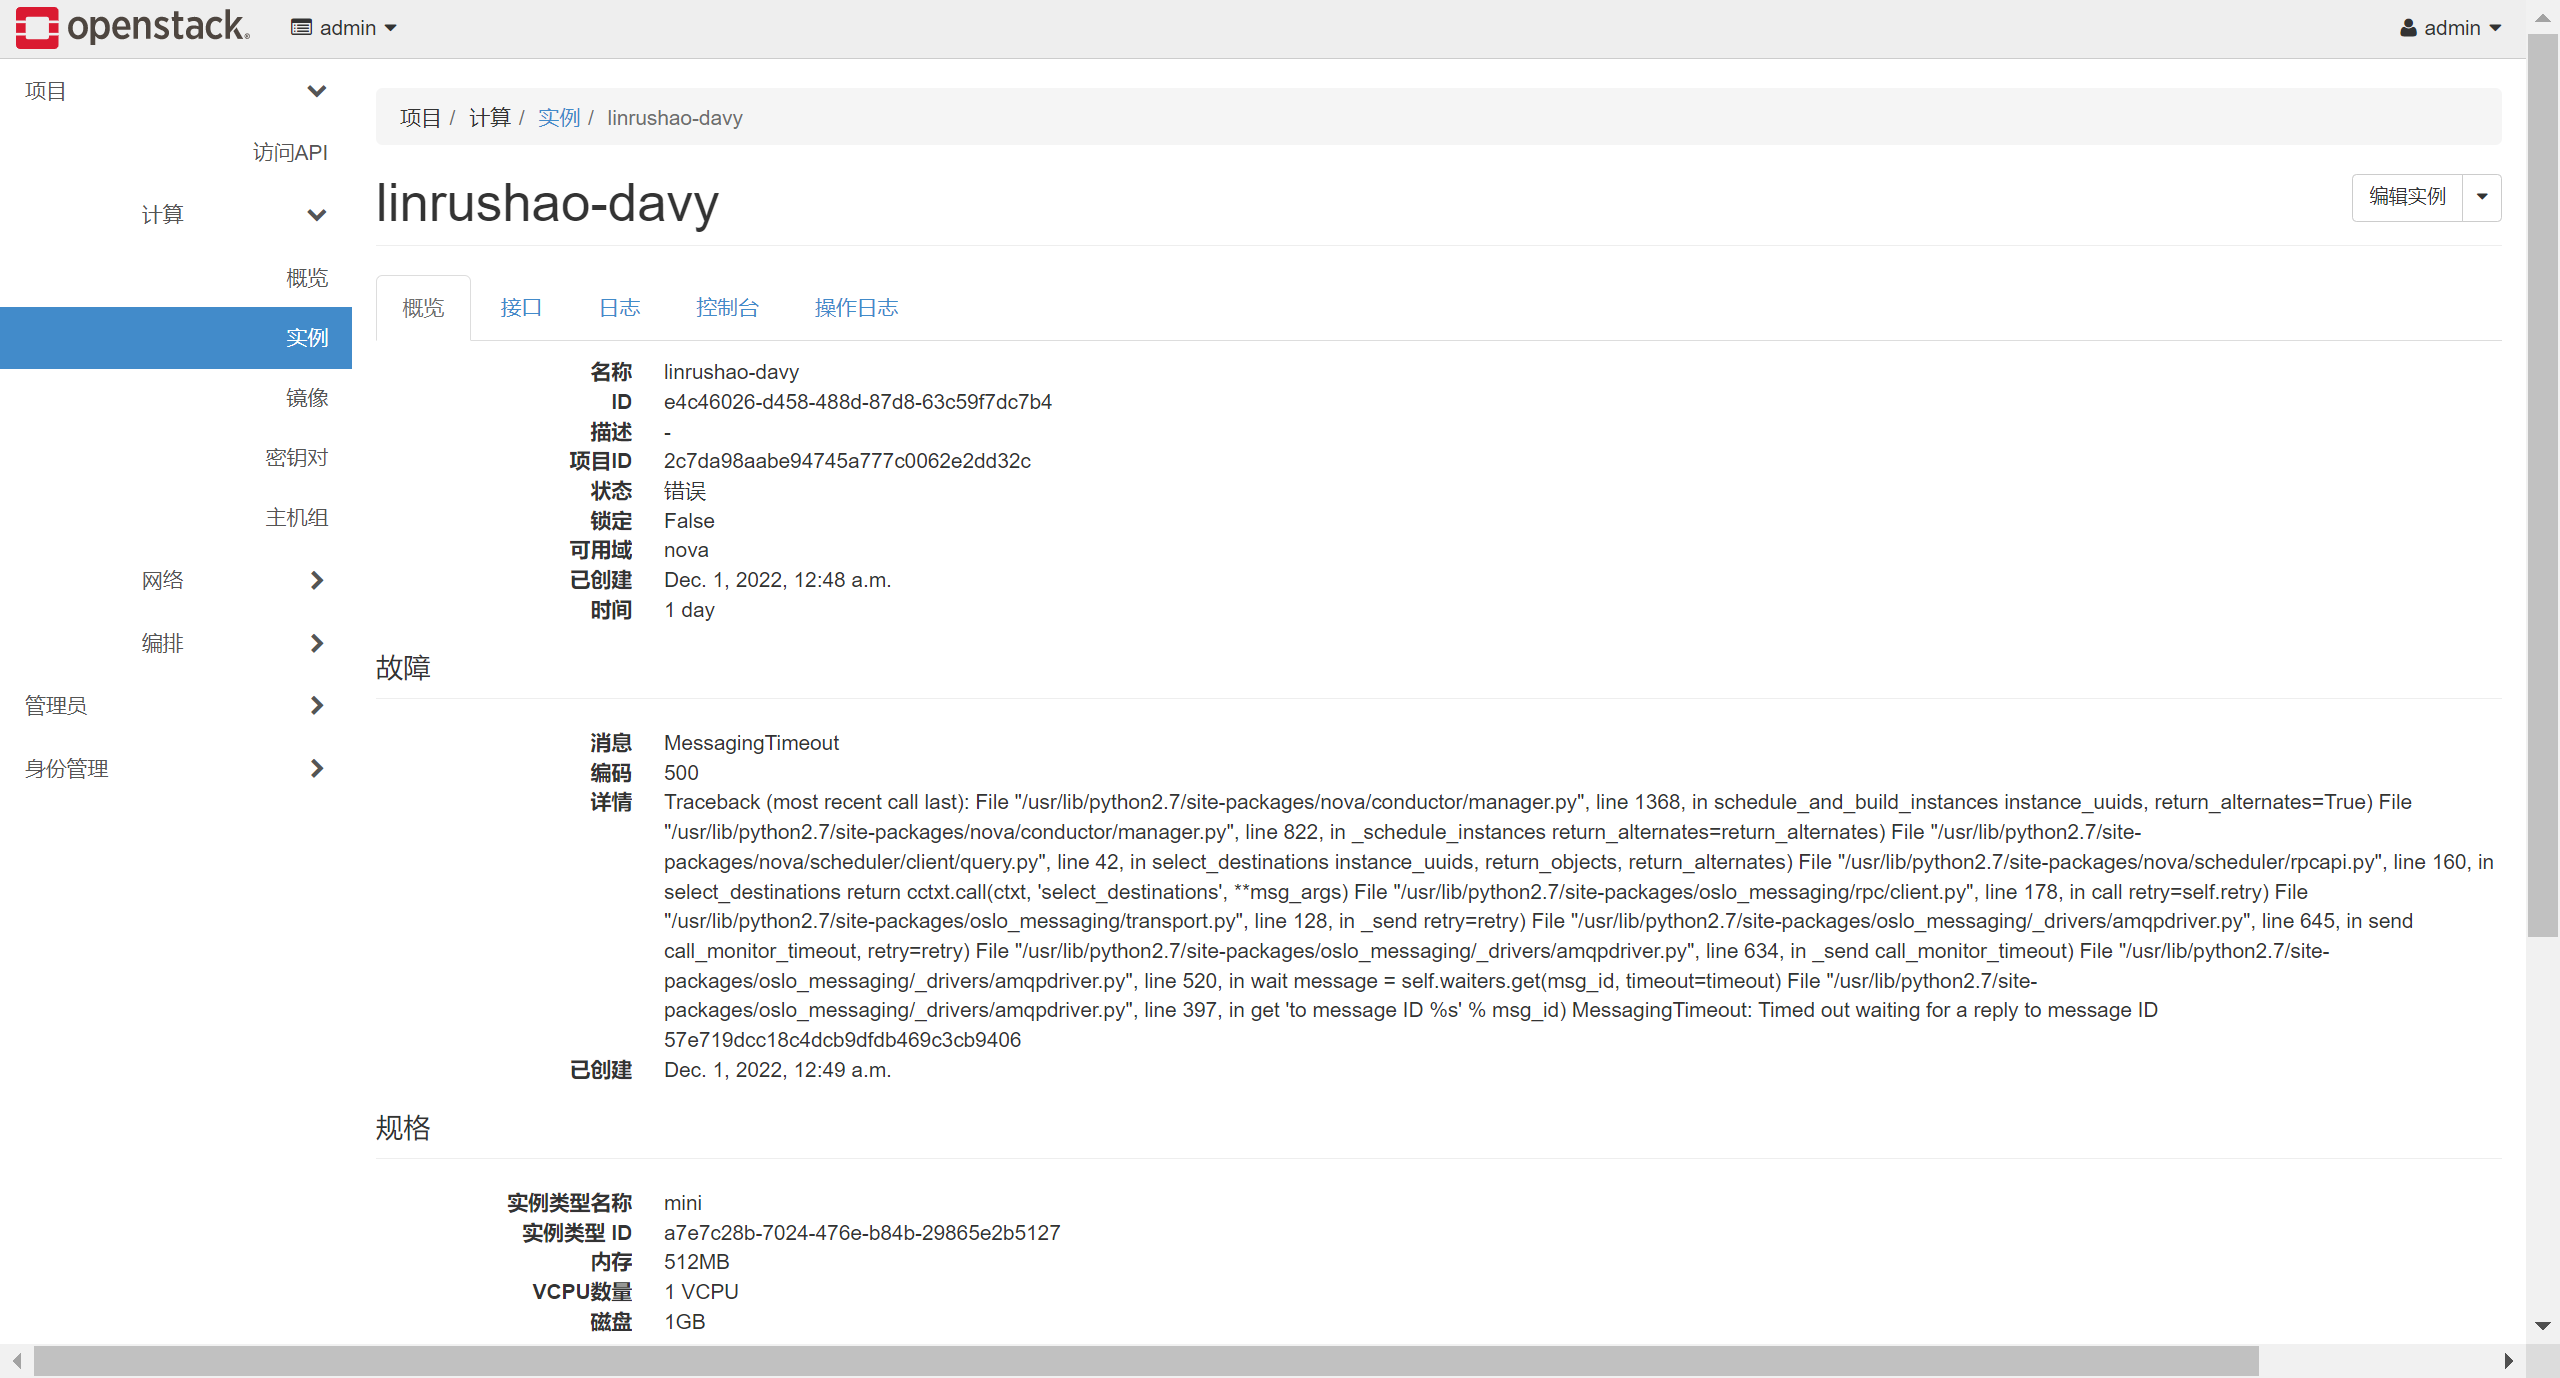 openstack. admin admin
项目
访问API
计算
概览
实例
镜像
密钥对
主机组
网络
编排
管理员
身份管理
项目 / 计算 / 实例 / linrushao-davy
linrushao-davy
编辑实例
概览 接口 日志 控制台 操作日志
名称 linrushao-davy
ID e4c46026-d458-488d-87d8-63c59f7dc7b4
描述 -
项目ID 2c7da98aabe94745a777c0062e2dd32c
状态 错误
锁定 False
可用域 nova
已创建 Dec. 1, 2022, 12:48 a.m.
时间 1 day
故障
消息 MessagingTimeout
编码 500
详情 Traceback (most recent call last): File "/usr/lib/python2.7/site-packages/nova/conductor/manager.py", line 1368, in schedule_and_build_instances instance_uuids, return_alternates=True) File
"/usr/lib/python2.7/site-packages/nova/conductor/manager.py", line 822, in _schedule_instances return_alternates=return_alternates) File "/usr/lib/python2.7/site-
packages/nova/scheduler/client/query.py", line 42, in select_destinations instance_uuids, return_objects, return_alternates) File "/usr/lib/python2.7/site-packages/nova/scheduler/rpcapi.py", line 160, in
select_destinations return cctxt.call(ctxt, 'select_destinations', **msg_args) File "/usr/lib/python2.7/site-packages/oslo_messaging/rpc/client.py", line 178, in call retry=self.retry) File
"/usr/lib/python2.7/site-packages/oslo_messaging/transport.py", line 128, in _send retry=retry) File "/usr/lib/python2.7/site-packages/oslo_messaging/_drivers/amqpdriver.py", line 645, in send
call_monitor_timeout, retry=retry) File "/usr/lib/python2.7/site-packages/oslo_messaging/_drivers/amqpdriver.py", line 634, in _send call_monitor_timeout) File "/usr/lib/python2.7/site-
packages/oslo_messaging/_drivers/amqpdriver.py", line 520, in wait message = self.waiters.get(msg_id, timeout=timeout) File "/usr/lib/python2.7/site-
packages/oslo_messaging/_drivers/amqpdriver.py", line 397, in get 'to message ID %s' % msg_id) MessagingTimeout: Timed out waiting for a reply to message ID
57e719dcc18c4dcb9dfdb469c3cb9406
已创建 Dec. 1, 2022, 12:49 a.m.
规格
实例类型名称 mini
实例类型 ID a7e7c28b-7024-476e-b84b-29865e2b5127
内存 512MB
VCPU数量 1 VCPU
磁盘 1GB